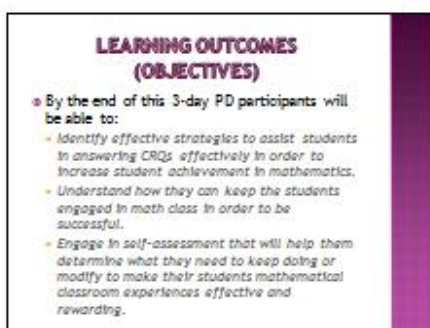 LEARNING OUTCOMES
(OBJECTIVES)
By the end of this 3-day PD participants will
be able to:
Identify effective strategies to assist students
in answering CRQs effectively in order to
increase student achievement in mathematics.
Understand how they can keep the students
engaged in math class in order to be
successful.
Engage in self-assessment that will help them
determine what they need to keep doing or
modify to make their students mathematical
classroom experiences effective and
rewarding.